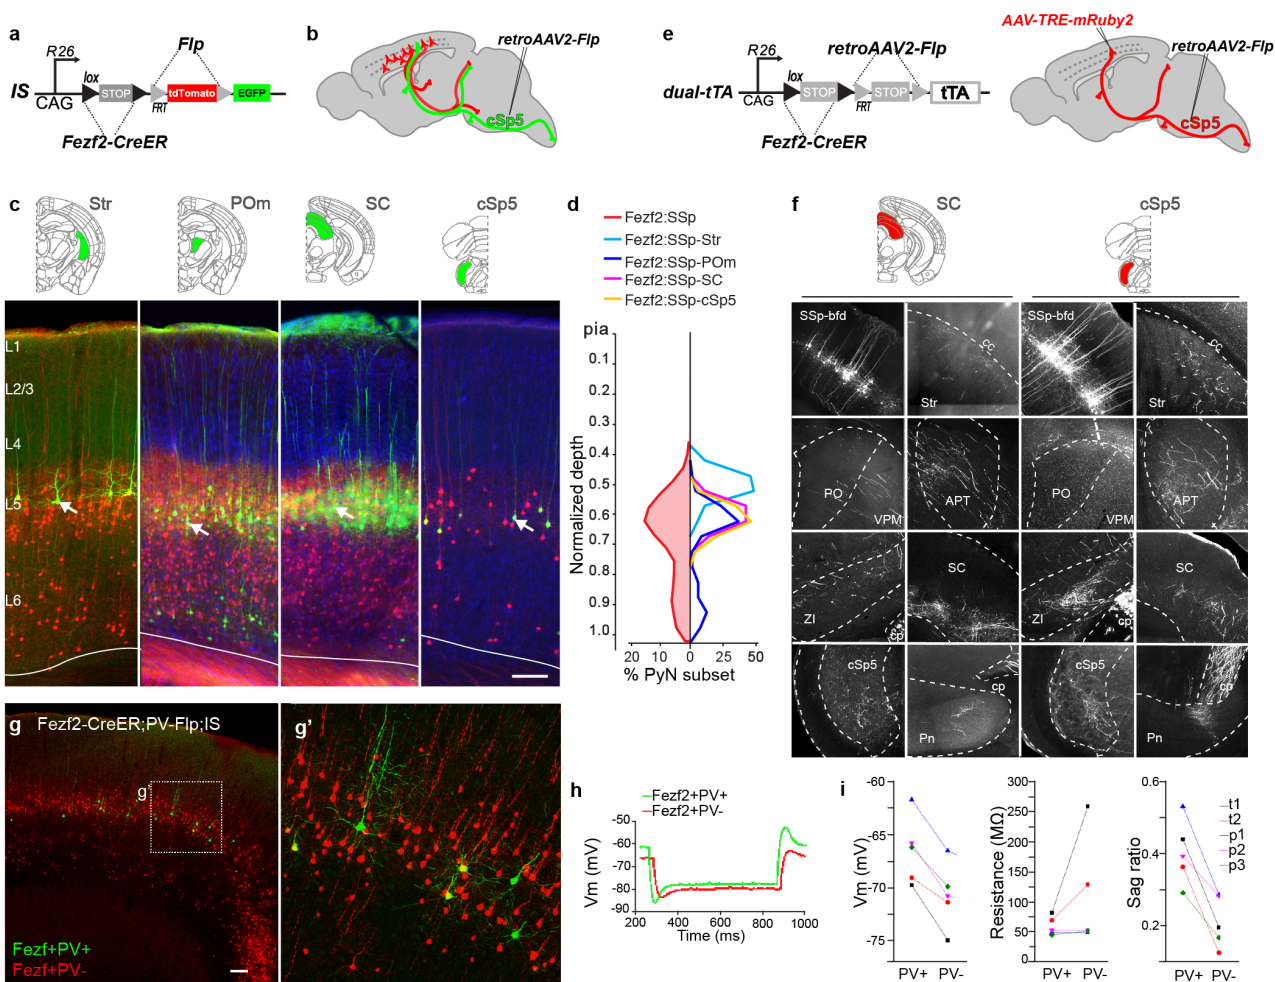 a
R26
Flp
lox
IS
CAG
STOP
FRT
tdTomato
EGFP
Fezf2-CreER
b
retroAAV2-Flp
cSp5
e
R26
retroAAV2-Flp
lox
dual-tTA
CAG
STOP
FRT
STOP
tTA
Fezf2-CreER
AAV-TRE-mRuby2
retroAAV2-Flp
cSp5
c
Str
POm
SC
cSp5
L1
L2/3
L4
L5
L6
d
Fezf2:SSp
Fezf2:SSp-Str
Fezf2:SSp-POm
Fezf2:SSp-SC
Fezf2:SSp-cSp5
pia
0.1
0.2
0.3
0.4
0.5
0.6
0.7
0.8
0.9
1.0
Normalized depth
20 10 0 25 50
% PyN subset
f
SC
cSp5
SSp-bfd
cc
Str
SSp-bfd
cc
Str
PO
VPM
APT
PO
VPM
APT
ZI
cp
SC
ZI
cp
SC
cSp5
cp
Pn
cSp5
cp
Pn
g
Fezf2-CreER;PV-Flp;IS
g'
Fezf+PV+
Fezf+PV-
g'
h
Fezf2+PV+
Fezf2+PV-
-50
-60
-70
-80
-90
Vm (mV)
200 400 600 800 1000
Time (ms)
i
-60
-65
-70
-75
Vm (mV)
PV+ PV-
300
250
200
150
100
50
0
Resistance (MΩ)
PV+ PV-
0.6
0.4
0.2
Sag ratio
PV+ PV-
t1
t2
p1
p2
p3